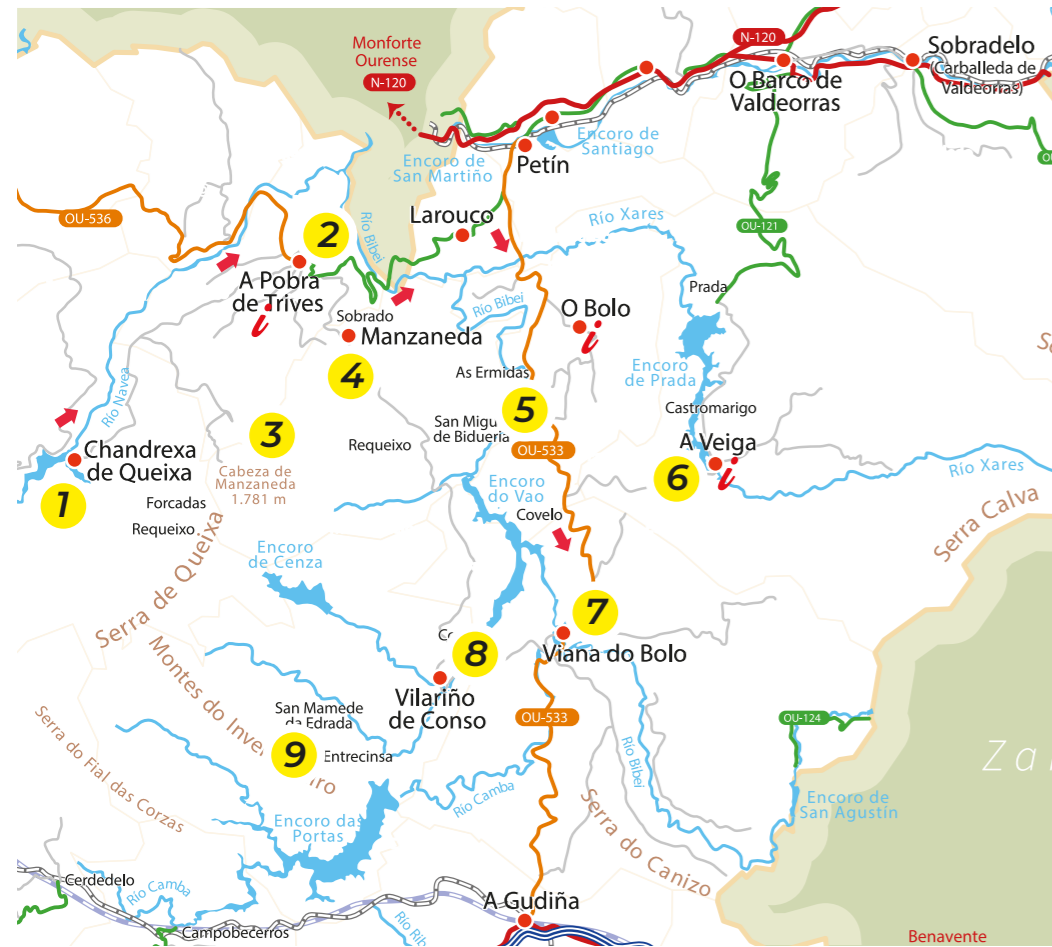 Monforte
Ourense
N-120
N-120
Sobradelo
(Carballeda de
Valdeorras)
O Barco de
Valdeorras
Encoro de
Santiago
Petín
Encoro de
San Martiño
OU-536
2
Río Bibei
Larouco
Río Xares
OU-121
A Pobra
de Trives
i
Prada
Sobrado
Manzaneda
Río Bibei
O Bolo
i
4
As Ermidas
Encoro
de Prada
Río Navea
5
Castromarigo
3
San Migu
de Bidueria
Requeixo
OU-533
A Veiga
i
Chandrexa
de Queixa
Cabeza de
Manzaneda
1.781 m
6
Río Xares
1
Forcadas
Requeixo
Encoro
do Vao
Covelo
Serra Calva
Encoro
de Cenza
Serra de Queixa
7
8
Viana do Bolo
Vilariño
de Conso
Montes do Inve
ro
San Mamede
da Edrada
OU-533
OU-124
9
Entrecinsa
Serra do Fial das Corzas
Río Bibei
Za
Río Camba
Encoro das
Portas
Encoro de
San Agustín
Serra do Canizo
Cerdedelo
Río Camba
A Gudiña
Campobecerros
Río Rib
Benavente